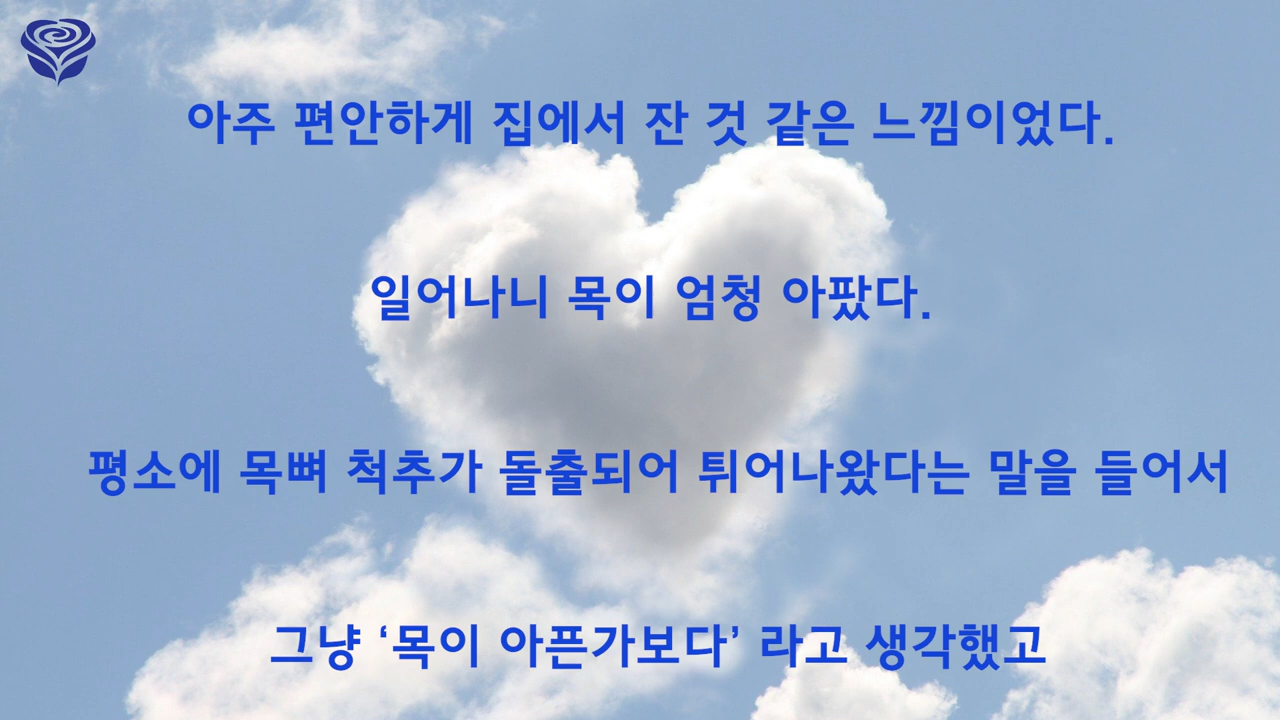 아주 편안하게 집에서 잔 것 같은 느낌이었다.
일어나니 목이 엄청 아팠다.
평소에 목뼈 척추가 돌출되어 튀어나왔다는 말을 들어서
그냥 ‘목이 아픈가보다’ 라고 생각했고